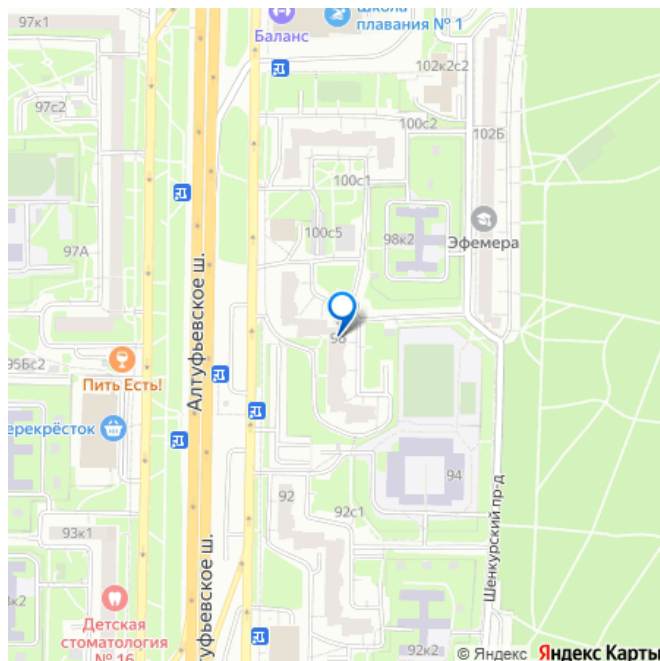 97к1
Баланс
Школа
плавания № 1
97с2
102к2с2
100с2
102Б
100с1
100с5
98к2
Эфемера
97А
Алтуфьевское ш.
95Бс2
Пить Есть!
98
94
92
92с1
93к1
Детская
стоматология
№ 16
Шенкурский пр-д
92к2
© Яндекс
Яндекс Карты